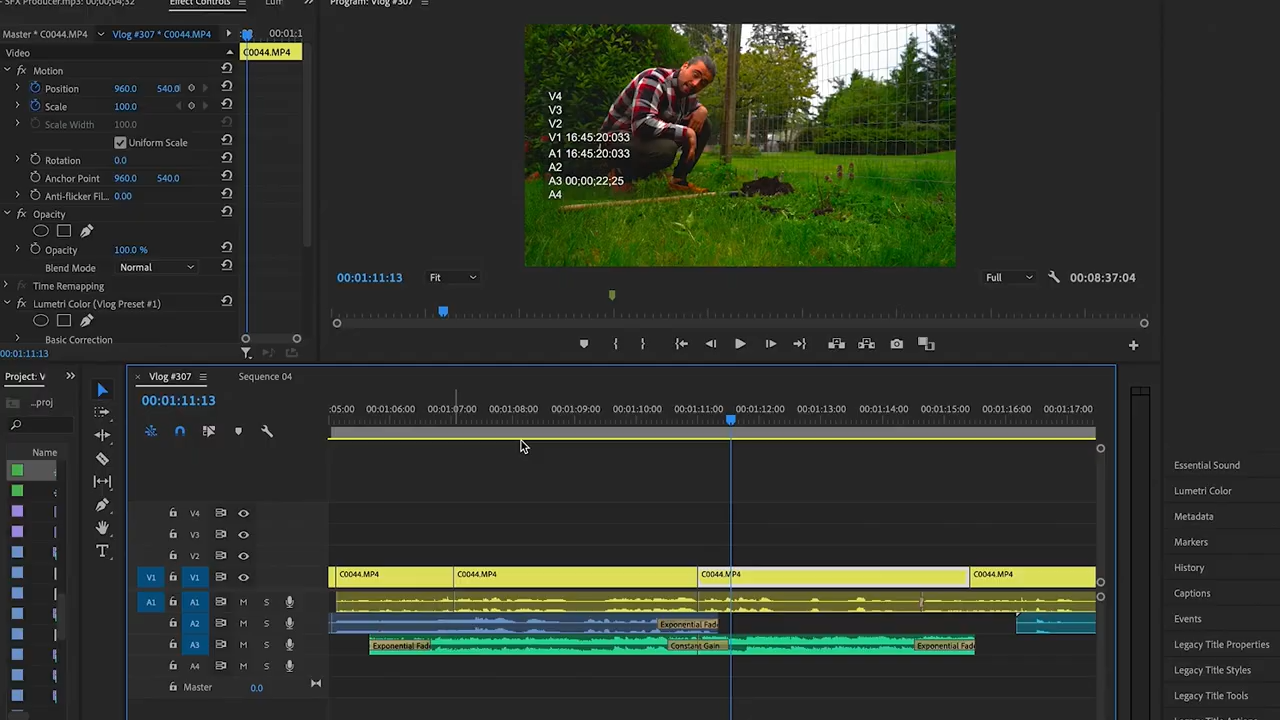 SFX Producer.mp3: 00;00;04;32
Effect Controls
Program: Vlog #307
Master * C0044.MP4
Vlog #307 * C0044.MP4
00:01:1
Video
C0044.MP4
fx Motion
Position 960.0 540.0
Scale 100.0
Scale Width 100.0
Uniform Scale
Rotation 0.0
Anchor Point 960.0 540.0
Anti-flicker Fil... 0.00
fx Opacity
Opacity 100.0 %
Blend Mode Normal
Time Remapping
fx Lumetri Color (Vlog Preset #1)
Basic Correction
00:01:11:13
V4
V3
V2
V1 16:45:20:033
A1 16:45:20:033
A2
A3 00;00;22;25
A4
00:01:11:13 Fit Full 00:08:37:04
Project: V
...proj
Name
Vlog #307 Sequence 04
00:01:11:13
:05:00 00:01:06:00 00:01:07:00 00:01:08:00 00:01:09:00 00:01:10:00 00:01:11:00 00:01:12:00 00:01:13:00 00:01:14:00 00:01:15:00 00:01:16:00 00:01:17:00
V4
V3
V2
V1 V1 C0044.MP4 C0044.MP4 C0044.MP4 C0044.MP4
A1 A1 M S
A2 M S Exponential Fad
A3 M S Exponential Fad Constant Gain Exponential Fad
A4 M S
Master 0.0
Essential Sound
Lumetri Color
Metadata
Markers
History
Captions
Events
Legacy Title Properties
Legacy Title Styles
Legacy Title Tools